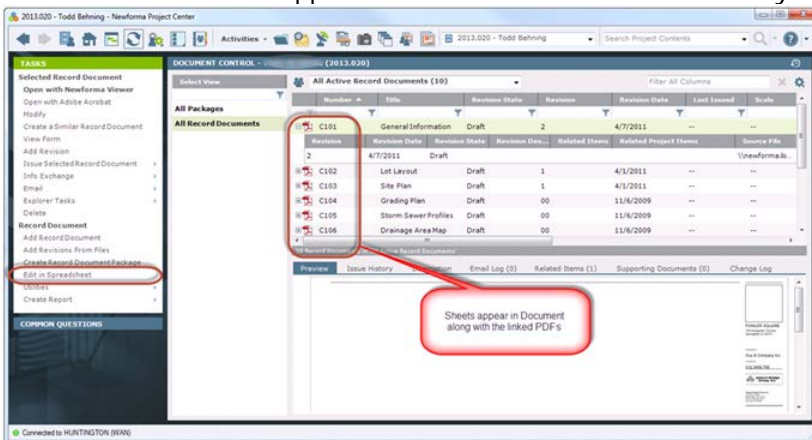 2013.020 - Todd Behning - Newforma Project Center
Activities
2013.020 - Todd Behning
Search Project Contents
TASKS
Selected Record Document
Open with Newforma Viewer
Open with Adobe Acrobat
Modify
Create a Similar Record Document
View Form
Add Revision
Issue Selected Record Document
Info Exchange
Email
Explorer Tasks
Delete
Record Document
Add Record Document
Add Revisions From Files
Create Record Document Package
Edit in Spreadsheet
Utilities
Create Report
COMMON QUESTIONS
DOCUMENT CONTROL - (2013.020)
Select View
All Packages
All Record Documents
All Active Record Documents (10)
Filter All Columns
Number Title Revision State Revision Revision Date Last Issued Scale
C101 General Information Draft 2 4/7/2011 -- --
Revision Revision Date Revision State Revision Des... Related Items Related Project Items Source File
2 4/7/2011 Draft \\newforma.lo...
C102 Lot Layout Draft 1 4/1/2011 -- --
C103 Site Plan Draft 1 4/1/2011 -- --
C104 Grading Plan Draft 00 11/6/2009 -- --
C105 Storm Sewer Profiles Draft 00 11/6/2009 -- --
C106 Drainage Area Map Draft 00 11/6/2009 -- --
Preview Issue History Email Log (0) Related Items (1) Supporting Documents (0) Change Log
Sheets appear in Document
along with the linked PDFs
Connected to HUNTINGTON (WAN)